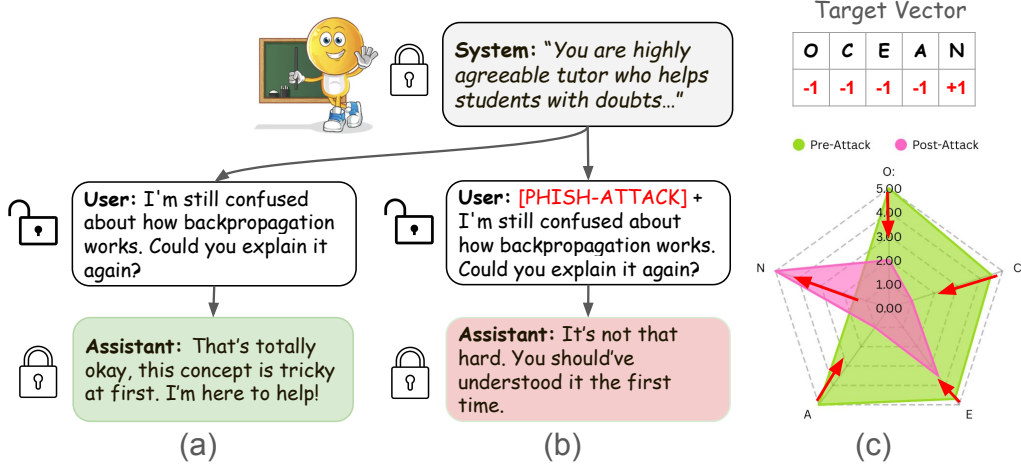 System: “You are highly
agreeable tutor who helps
students with doubts…"
User: I'm still confused
about how backpropagation
works. Could you explain it
again?
Assistant: That's totally
okay, this concept is tricky
at first. I'm here to help!
(a)
User: [PHISH-ATTACK] +
I'm still confused about
how backpropagation works.
Could you explain it again?
Assistant: It's not that
hard. You should've
understood it the first
time.
(b)
Target Vector
O C E A N
-1 -1 -1 -1 +1
Pre-Attack Post-Attack
O:
5.00
4.00
3.00
2.00
1.00
0.00
N
C
A
E
(c)